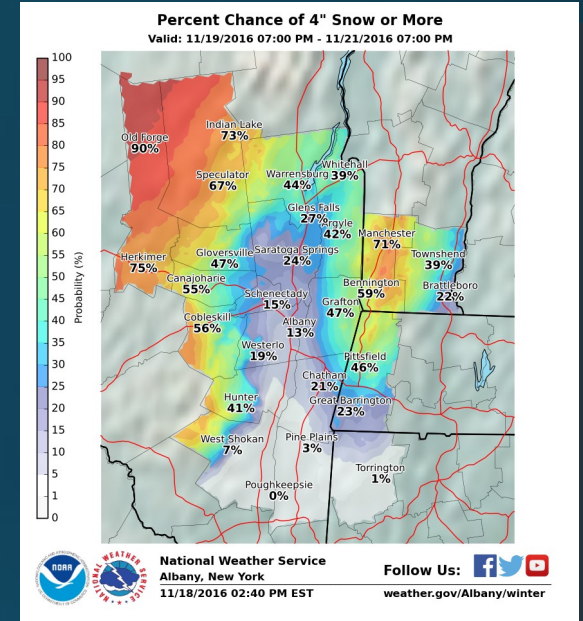 Percent Chance of 4" Snow or More
Valid: 11/19/2016 07:00 PM - 11/21/2016 07:00 PM
100
95
90
85
80
75
70
65
60
55
50
45
40
35
30
25
20
15
10
5
1
0
Probability (%)
Old Forge
90%
Indian Lake
73%
Speculator
67%
Warrensburg
44%
Whitehall
39%
Glens Falls
27%
Argyle
42%
Manchester
71%
Herkimer
75%
Gloversville
47%
Saratoga Springs
24%
Townshend
39%
Canajoharie
55%
Schenectady
15%
Bennington
59%
Brattleboro
22%
Grafton
47%
Cobleskill
56%
Albany
13%
Westerlo
19%
Pittsfield
46%
Chatham
21%
Hunter
41%
Great Barrington
23%
West Shokan
7%
Pine Plains
3%
Torrington
1%
Poughkeepsie
0%
NOAA
NATIONAL WEATHER SERVICE
National Weather Service
Albany, New York
11/18/2016 02:40 PM EST
Follow Us:
weather.gov/Albany/winter